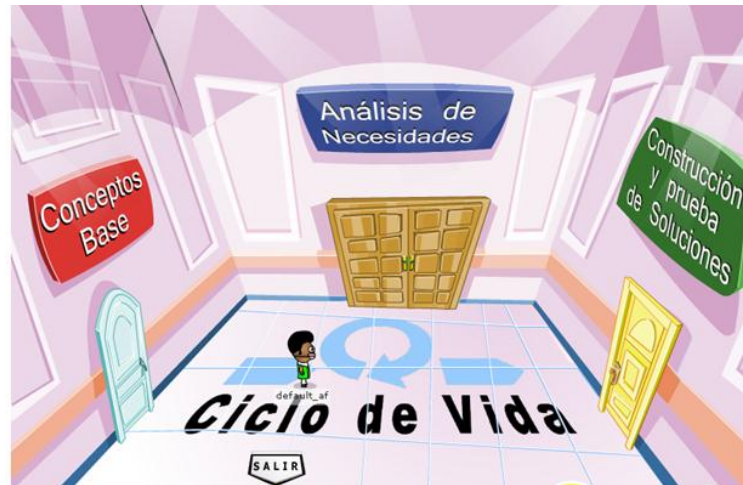 Análisis de
Necesidades
Conceptos
Base
Construcción
y prueba
de Soluciones
default_af
Ciclo de Vida
SALIR